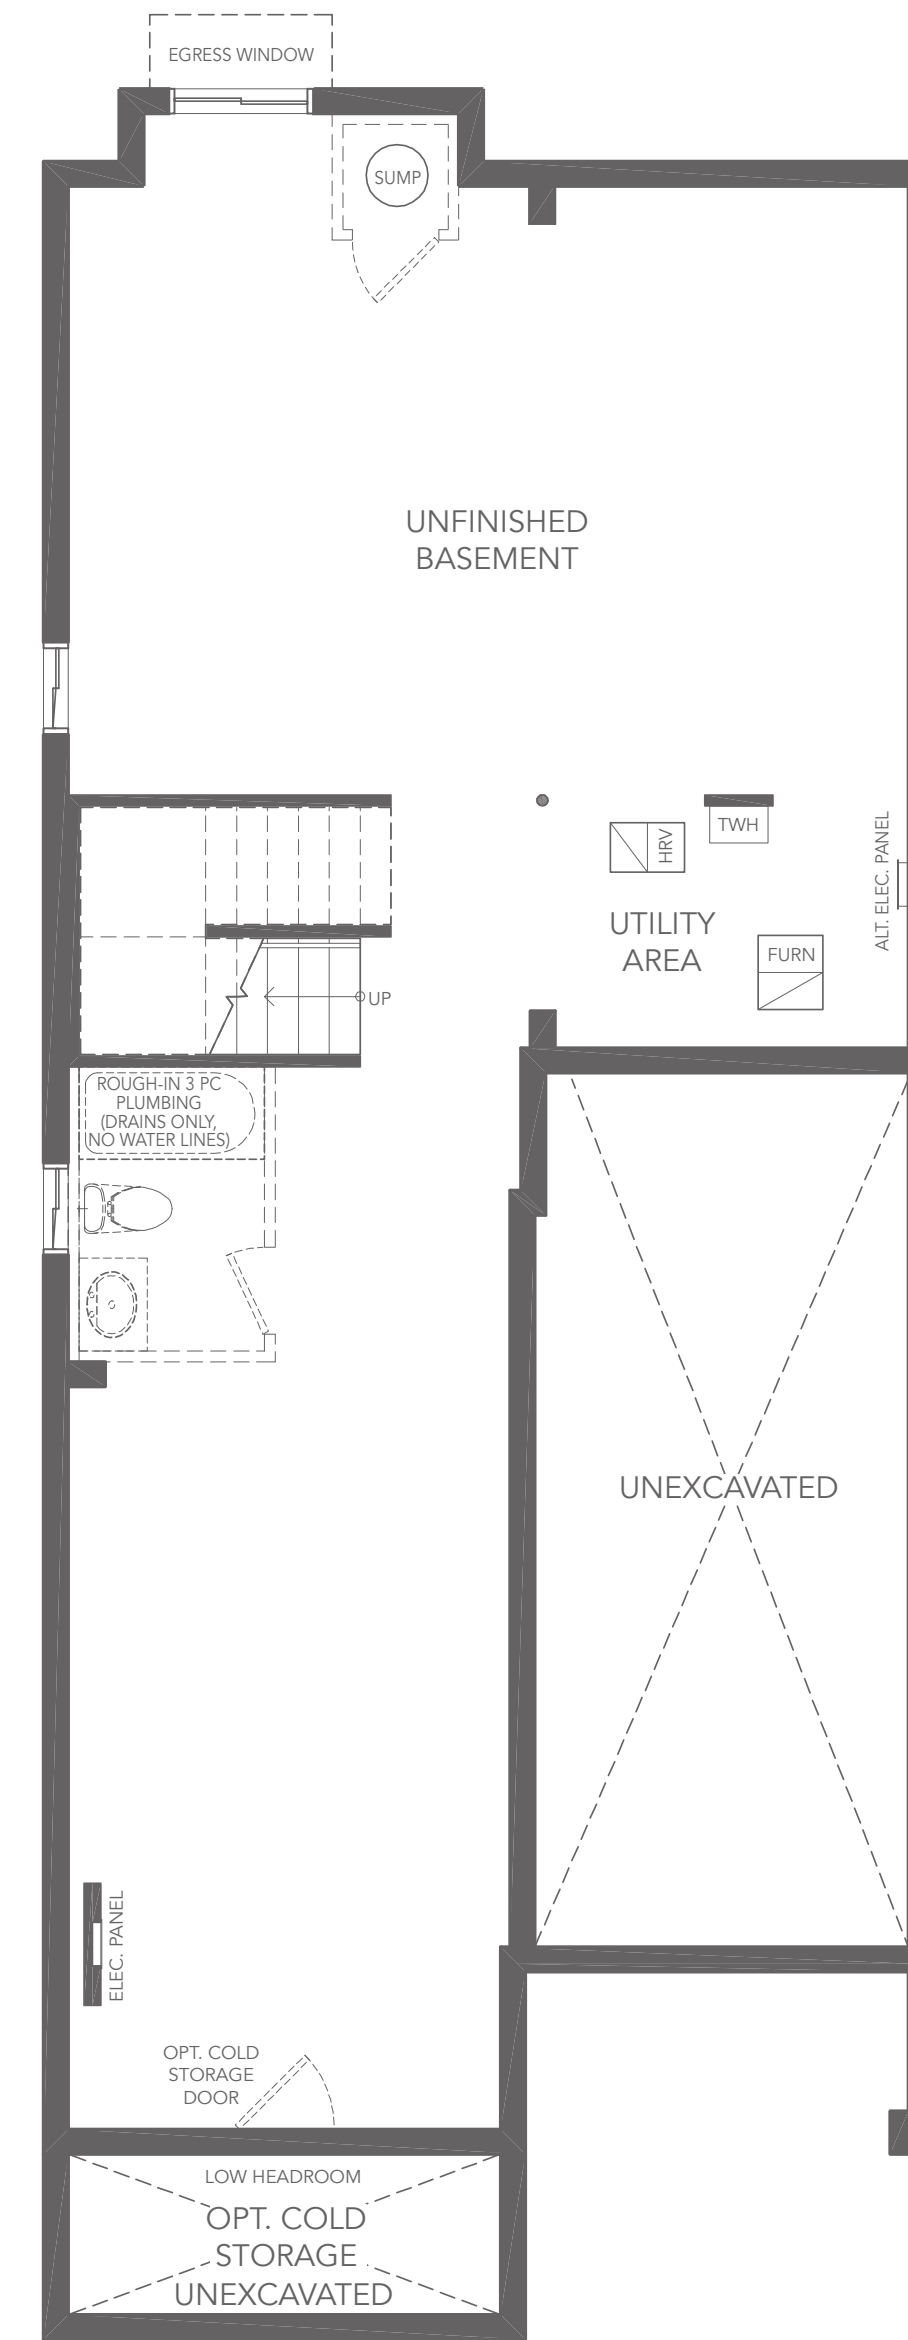 EGRESS WINDOW
SUMP
UNFINISHED
BASEMENT
TWH
HRV
ALT. ELEC. PANEL
UTILITY
AREA
FURN
UP
ROUGH-IN 3 PC
PLUMBING
(DRAINS ONLY,
NO WATER LINES)
UNEXCAVATED
ELEC. PANEL
OPT. COLD
STORAGE
DOOR
LOW HEADROOM
OPT. COLD
STORAGE
UNEXCAVATED